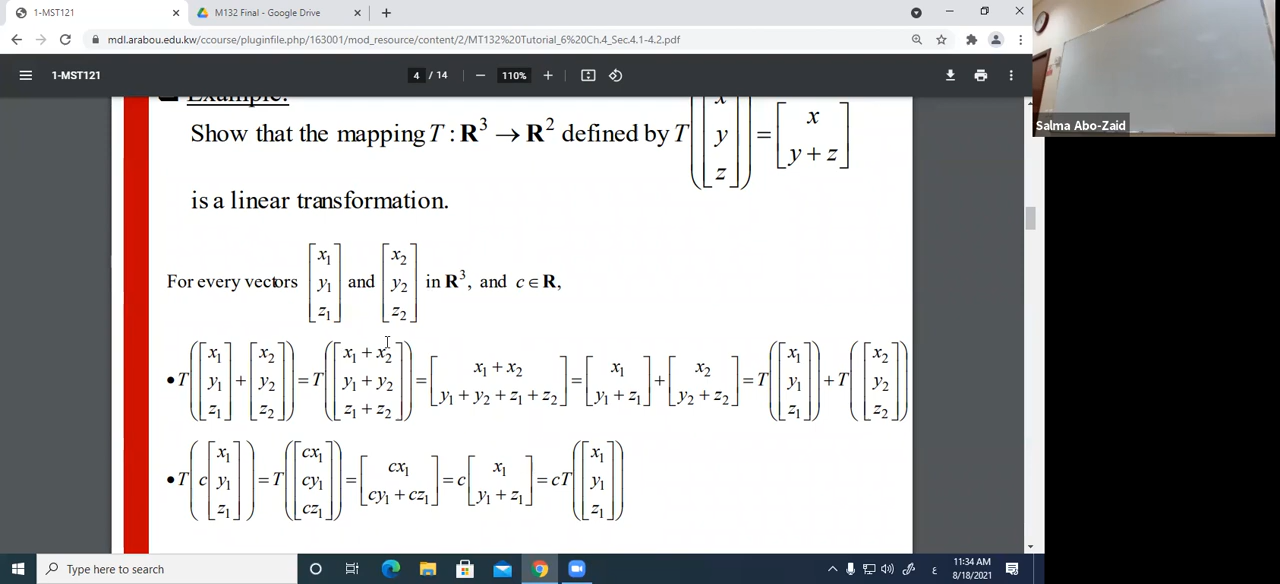 1-MST121
M132 Final - Google Drive
mdl.arabou.edu.kw/ccourse/pluginfile.php/163001/mod_resource/content/2/MT132%20Tutorial_6%20Ch.4_Sec.4.1-4.2.pdf
1-MST121
4 / 14
110%
Salma Abo-Zaid
Example:
Show that the mapping T : R³ → R² defined by T([x y z]) = [x y + z]
is a linear transformation.
For every vectors [x₁ y₁ z₁] and [x₂ y₂ z₂] in R³, and c ∈ R,
• T([x₁ y₁ z₁] + [x₂ y₂ z₂]) = T([x₁ + x₂ y₁ + y₂ z₁ + z₂]) = [x₁ + x₂ y₁ + y₂ + z₁ + z₂] = [x₁ y₁ + z₁] + [x₂ y₂ + z₂] = T([x₁ y₁ z₁]) + T([x₂ y₂ z₂])
• T(c[x₁ y₁ z₁]) = T([cx₁ cy₁ cz₁]) = [cx₁ cy₁ + cz₁] = c[x₁ y₁ + z₁] = cT([x₁ y₁ z₁])
Type here to search
ع
11:34 AM
8/18/2021